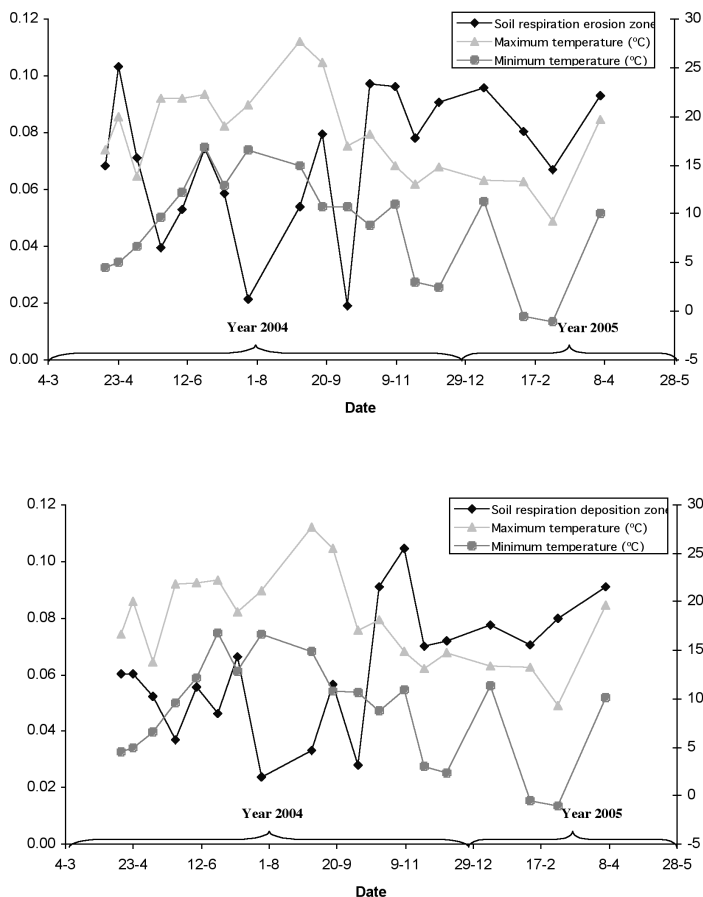 0.12
0.10
0.08
0.06
0.04
0.02
0.00
30
25
20
15
10
5
0
-5
Soil respiration erosion zone
Maximum temperature (ºC)
Minimum temperature (ºC)
Year 2004
Year 2005
4-3 23-4 12-6 1-8 20-9 9-11 29-12 17-2 8-4 28-5
Date
0.12
0.10
0.08
0.06
0.04
0.02
0.00
30
25
20
15
10
5
0
-5
Soil respiration deposition zone
Maximum temperature (ºC)
Minimum temperature (ºC)
Year 2004
Year 2005
4-3 23-4 12-6 1-8 20-9 9-11 29-12 17-2 8-4 28-5
Date